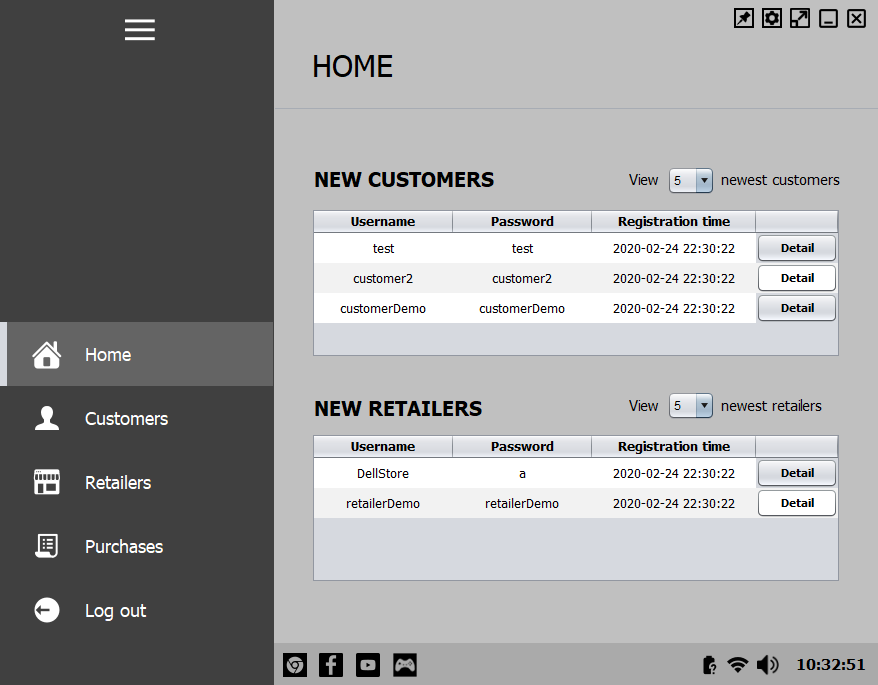 HOME
NEW CUSTOMERS
View 5 newest customers
Username Password Registration time
test test 2020-02-24 22:30:22 Detail
customer2 customer2 2020-02-24 22:30:22 Detail
customerDemo customerDemo 2020-02-24 22:30:22 Detail
Home
Customers
Retailers
Purchases
Log out
NEW RETAILERS
View 5 newest retailers
Username Password Registration time
DellStore a 2020-02-24 22:30:22 Detail
retailerDemo retailerDemo 2020-02-24 22:30:22 Detail
10:32:51